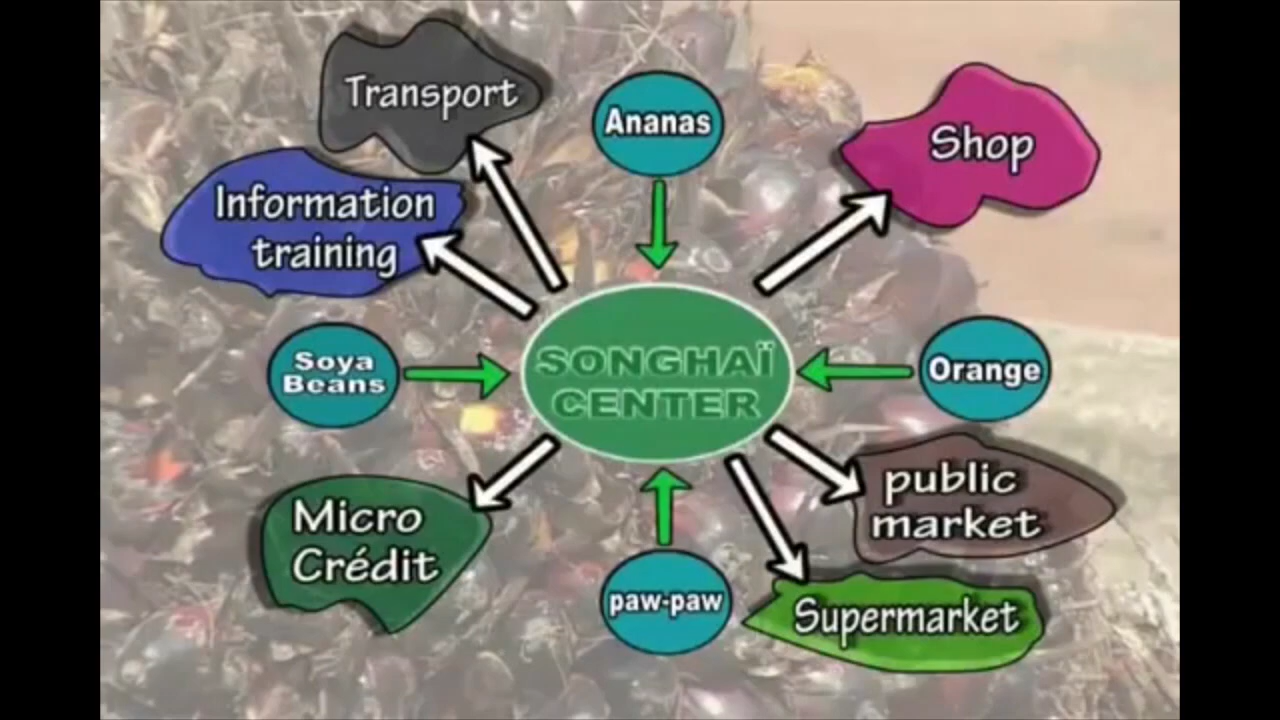 Transport
Ananas
Shop
Information
training
Soya
Beans
SONGHAÏ
CENTER
Orange
Micro
Crédit
public
market
paw-paw
Supermarket